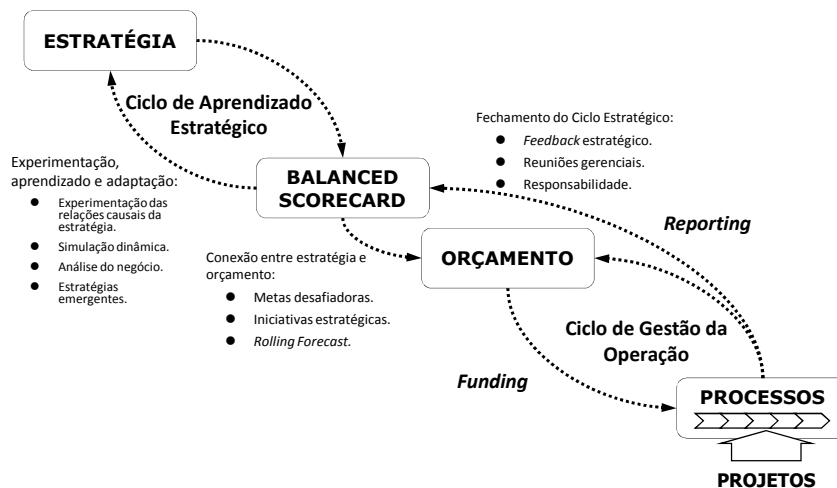 ESTRATÉGIA
Ciclo de Aprendizado
Estratégico
Fechamento do Ciclo Estratégico:
● Feedback estratégico.
● Reuniões gerenciais.
● Responsabilidade.
Experimentação,
aprendizado e adaptação:
● Experimentação das
relações causais da
estratégia.
● Simulação dinâmica.
● Análise do negócio.
● Estratégias
emergentes.
BALANCED
SCORECARD
Reporting
ORÇAMENTO
Conexão entre estratégia e
orçamento:
● Metas desafiadoras.
● Iniciativas estratégicas.
● Rolling Forecast.
Ciclo de Gestão da
Operação
Funding
PROCESSOS
PROJETOS